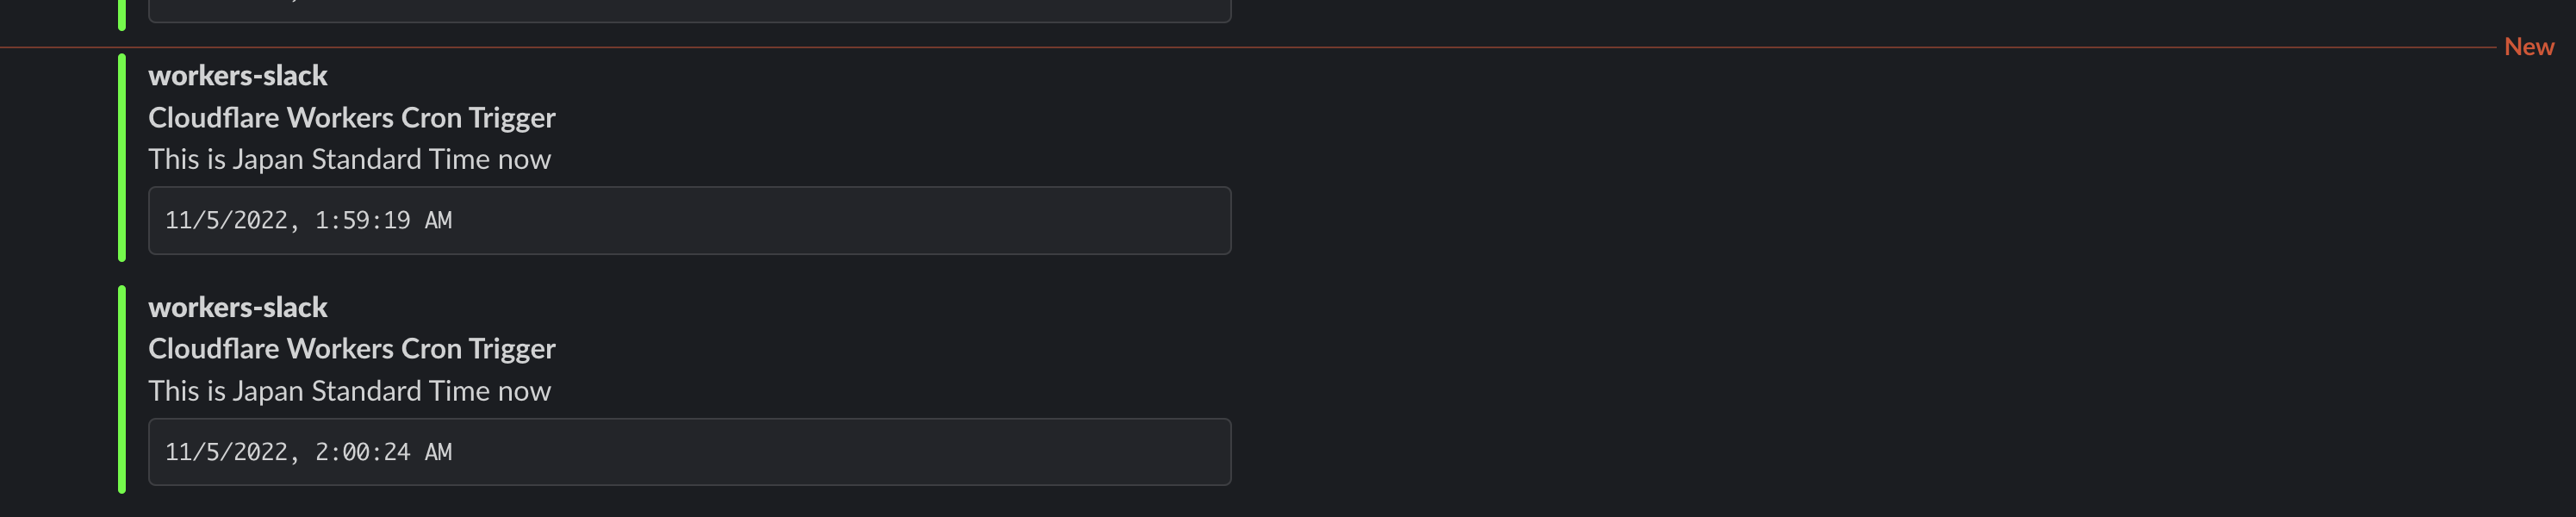 New
workers-slack
Cloudflare Workers Cron Trigger
This is Japan Standard Time now
11/5/2022, 1:59:19 AM
workers-slack
Cloudflare Workers Cron Trigger
This is Japan Standard Time now
11/5/2022, 2:00:24 AM